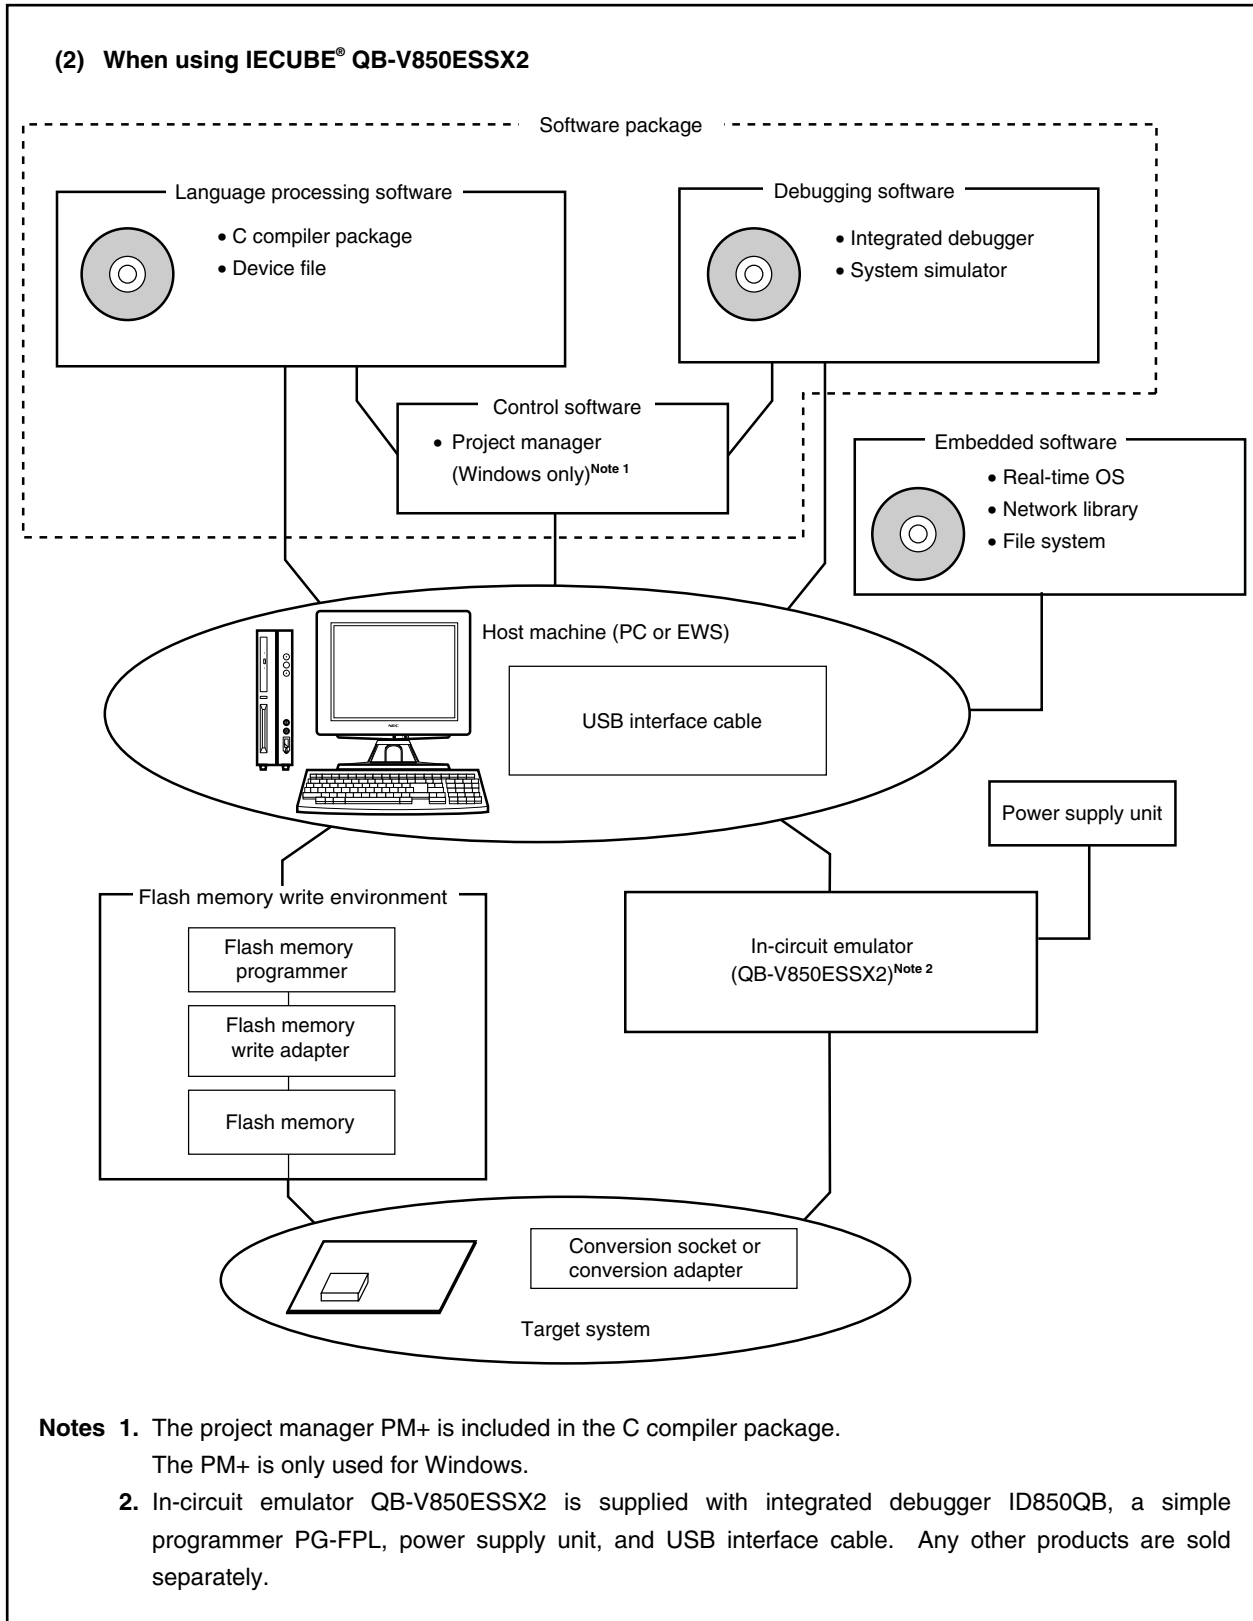 (2) When using IECUBE® QB-V850ESSX2
Software package
Language processing software
• C compiler package
• Device file
Debugging software
• Integrated debugger
• System simulator
Control software
• Project manager
(Windows only)Note 1
Embedded software
• Real-time OS
• Network library
• File system
Host machine (PC or EWS)
NEC
USB interface cable
Power supply unit
Flash memory write environment
Flash memory
programmer
Flash memory
write adapter
Flash memory
In-circuit emulator
(QB-V850ESSX2)Note 2
Conversion socket or
conversion adapter
Target system
Notes 1. The project manager PM+ is included in the C compiler package.
The PM+ is only used for Windows.
2. In-circuit emulator QB-V850ESSX2 is supplied with integrated debugger ID850QB, a simple
programmer PG-FPL, power supply unit, and USB interface cable. Any other products are sold
separately.